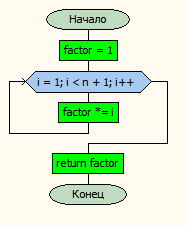 Начало
factor = 1
i = 1; i < n + 1; i++
factor *= i
return factor
Конец